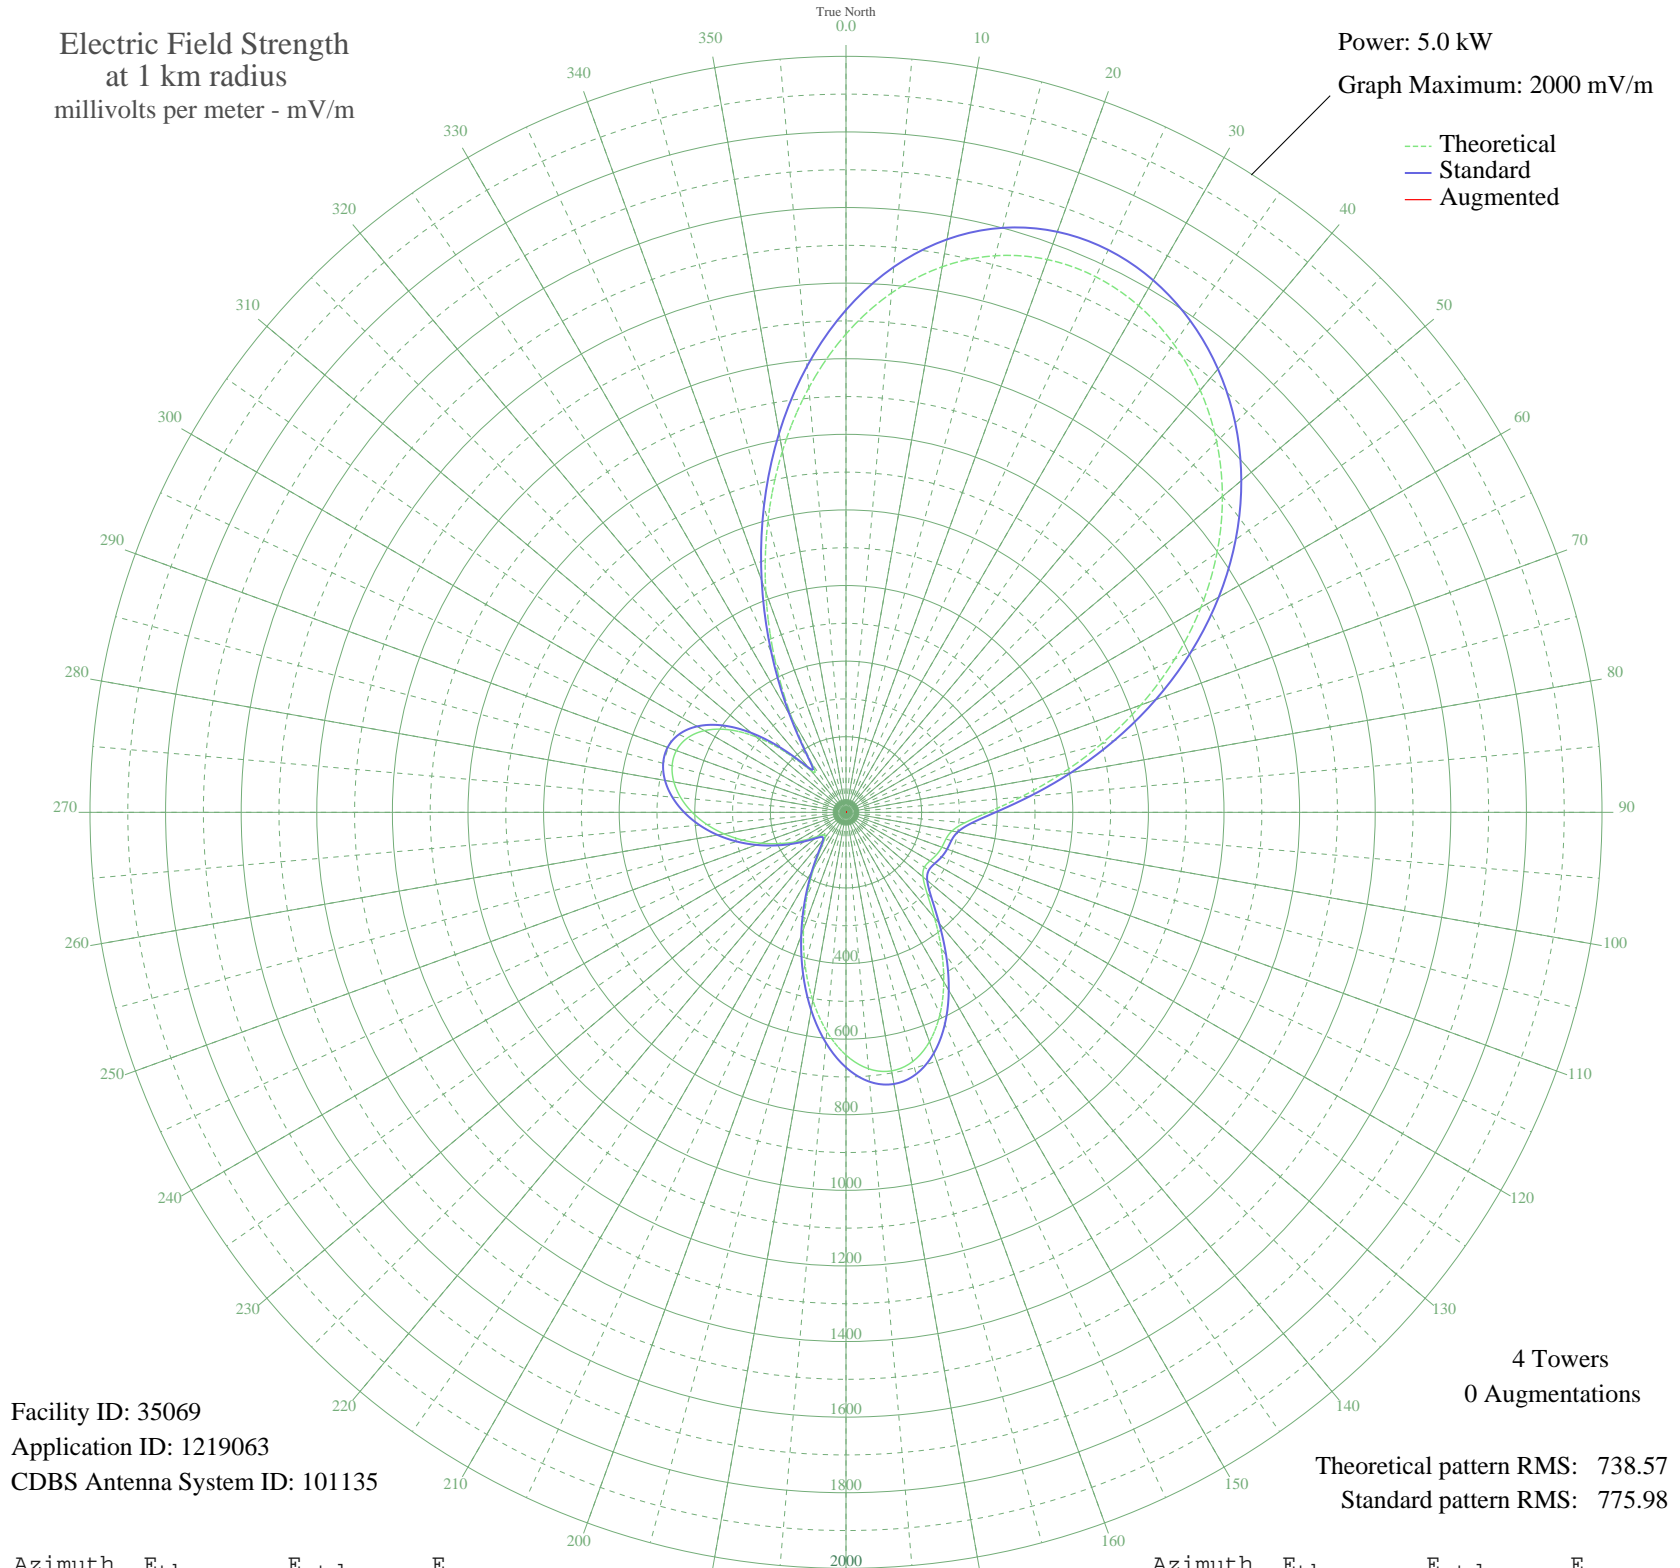 True North
Electric Field Strength
at 1 km radius
millivolts per meter - mV/m
Power: 5.0 kW
Graph Maximum: 2000 mV/m
Theoretical
Standard
Augmented
0.0
10
20
30
40
50
60
70
80
90
100
110
120
130
140
150
160
200
210
220
230
240
250
260
270
280
290
300
310
320
330
340
350
400
600
800
1000
1200
1400
1600
1800
2000
4 Towers
0 Augmentations
Facility ID: 35069
Application ID: 1219063
CDBS Antenna System ID: 101135
Theoretical pattern RMS: 738.57
Standard pattern RMS: 775.98
Azimuth E E E Azimuth E E E